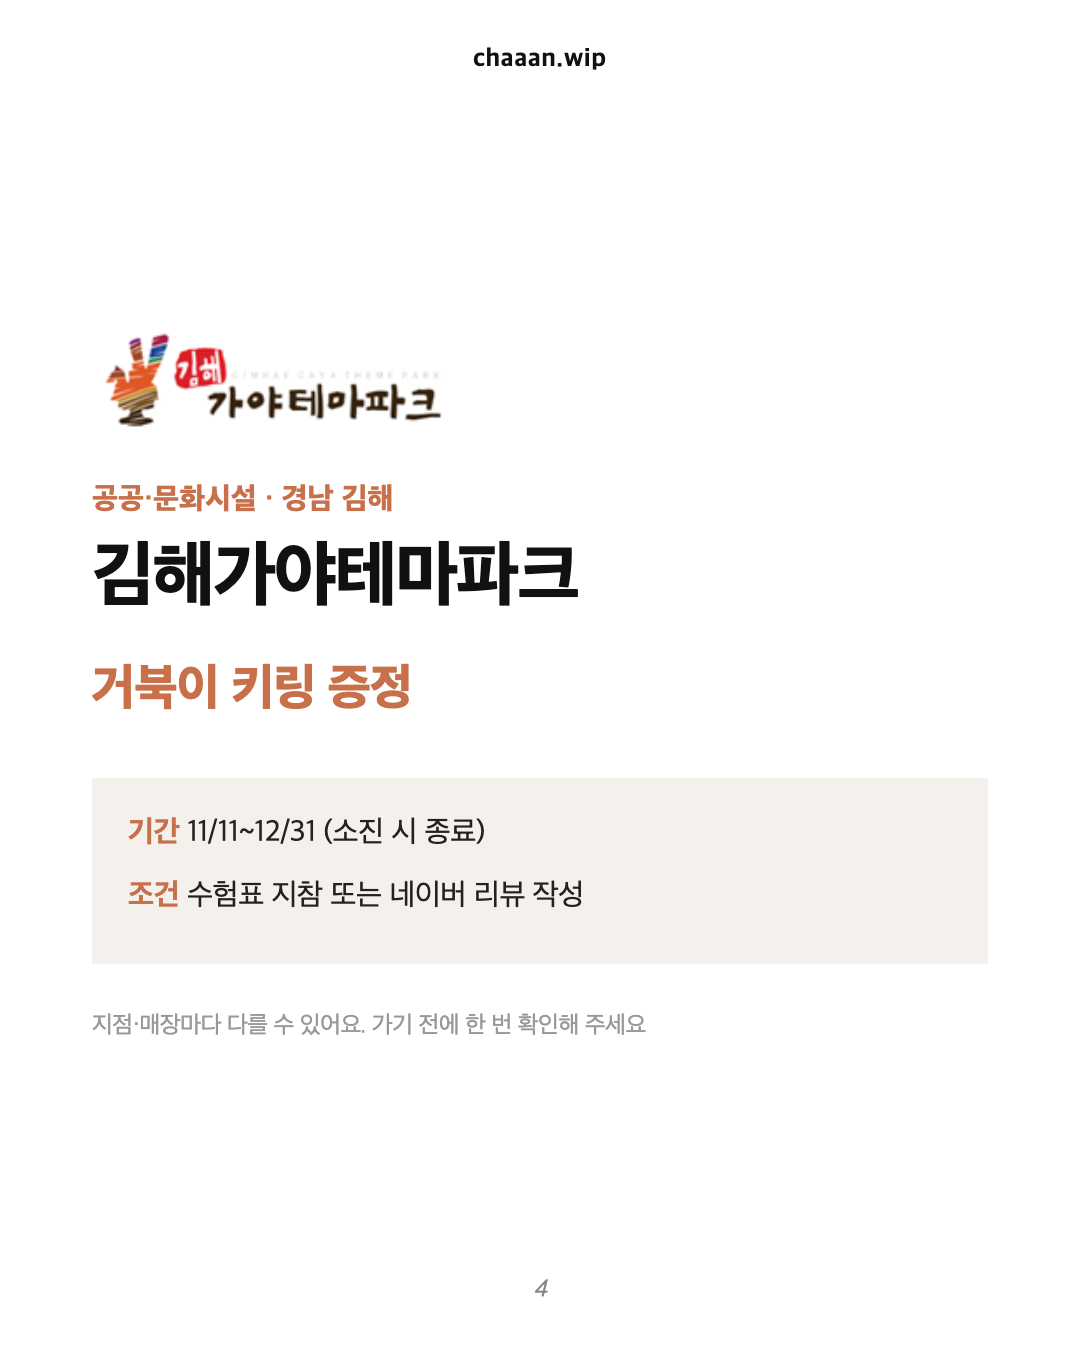 chaaan.wip
김해
GIMHAE GAYA THEME PARK
가야테마파크
공공·문화시설 · 경남 김해
김해가야테마파크
거북이 키링 증정
기간 11/11~12/31 (소진 시 종료)
조건 수험표 지참 또는 네이버 리뷰 작성
지점·매장마다 다를 수 있어요. 가기 전에 한 번 확인해 주세요
4